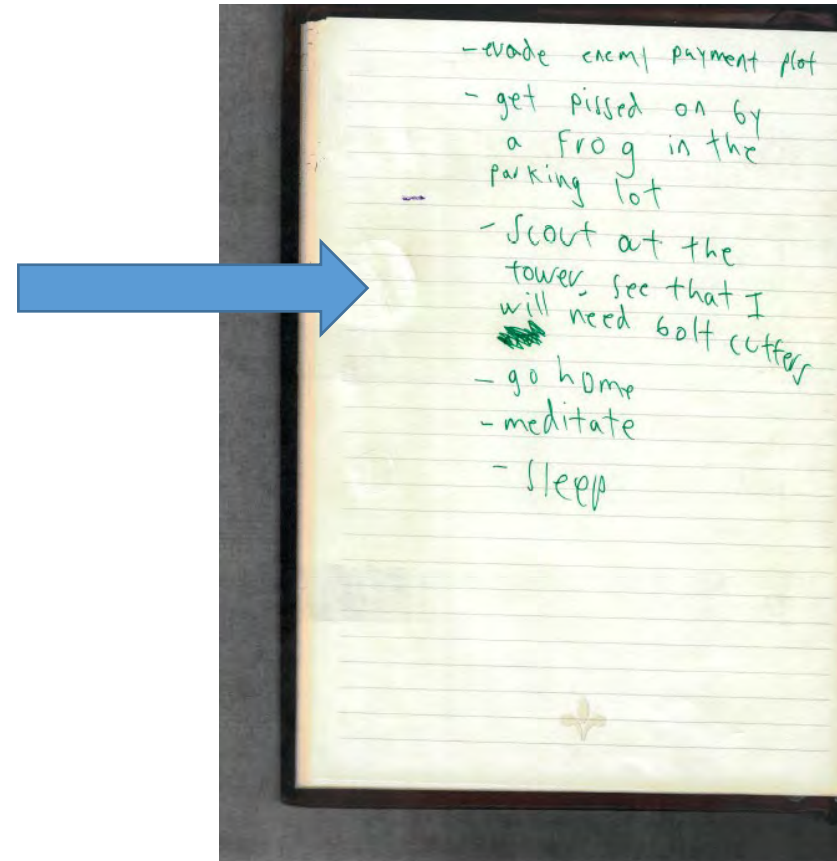 - evade enemy payment plot
- get pissed on by
a frog in the
parking lot
- scout at the
tower, see that I
will need bolt cutters
- go home
- meditate
- sleep